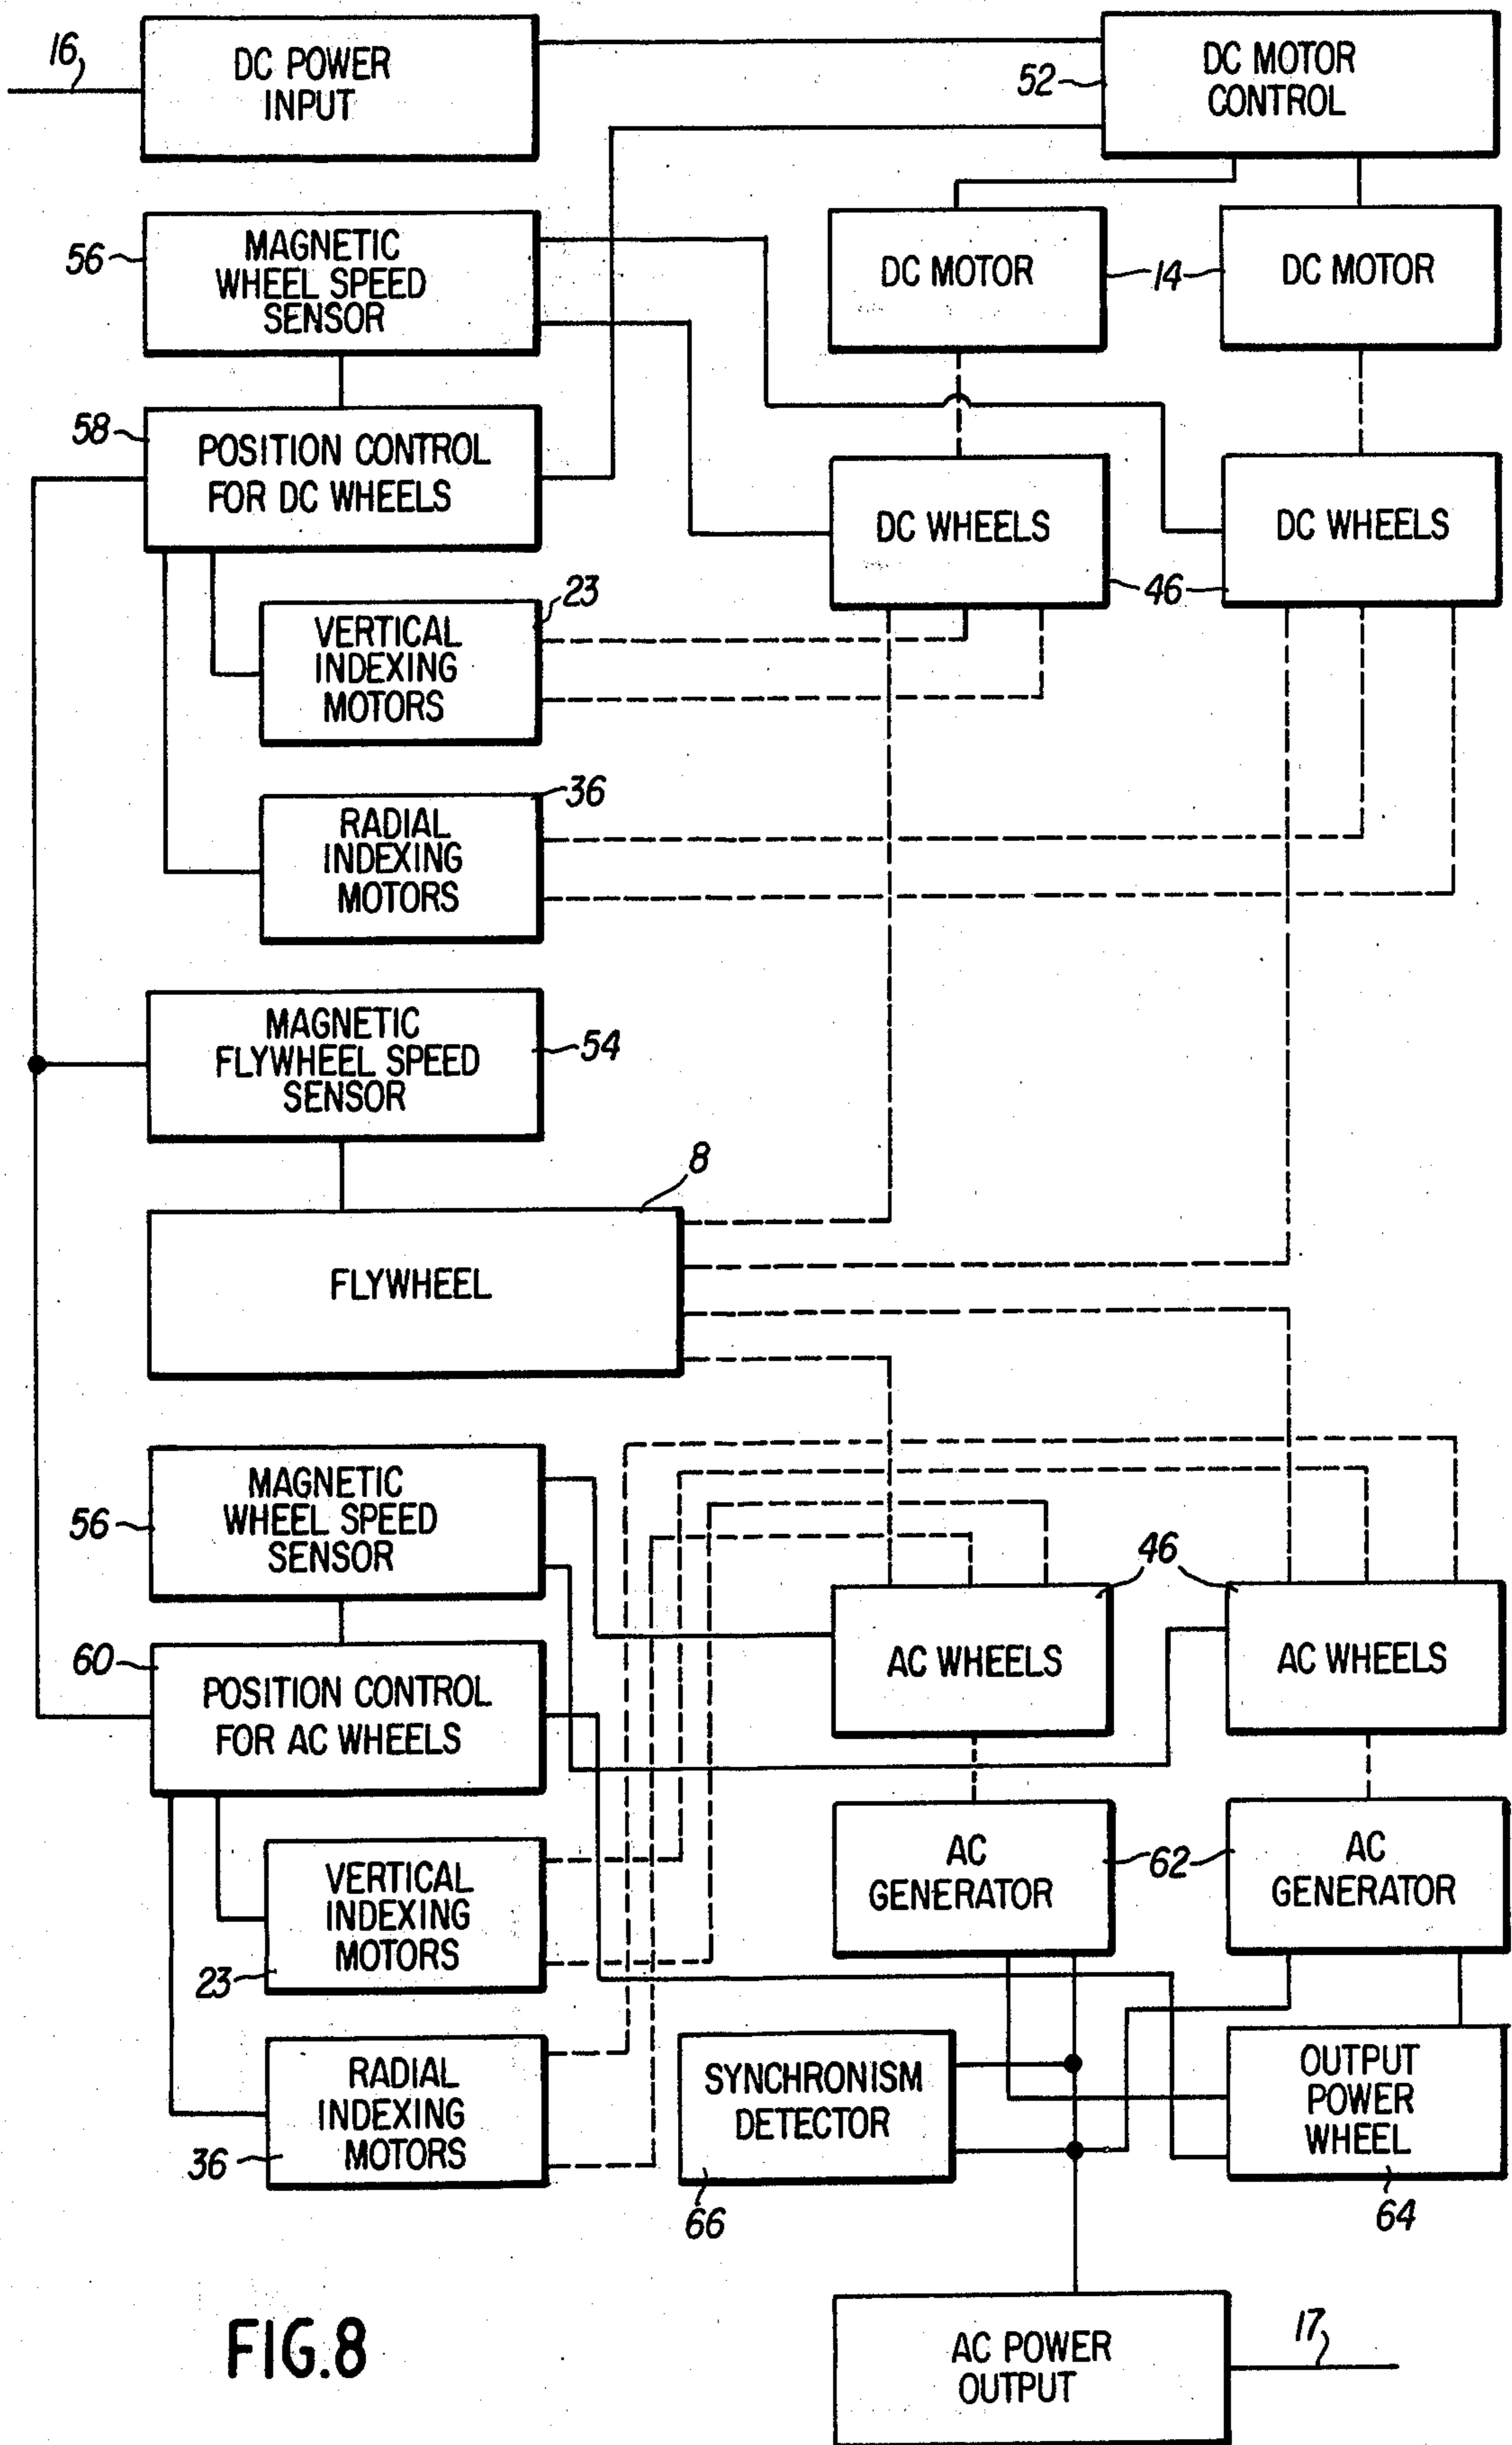 16
DC POWER
INPUT
52
DC MOTOR
CONTROL
56
MAGNETIC
WHEEL SPEED
SENSOR
DC MOTOR
14
DC MOTOR
58
POSITION CONTROL
FOR DC WHEELS
DC WHEELS
46
DC WHEELS
23
VERTICAL
INDEXING
MOTORS
36
RADIAL
INDEXING
MOTORS
MAGNETIC
FLYWHEEL SPEED
SENSOR
54
8
FLYWHEEL
56
MAGNETIC
WHEEL SPEED
SENSOR
46
60
POSITION CONTROL
FOR AC WHEELS
AC WHEELS
AC WHEELS
23
VERTICAL
INDEXING
MOTORS
AC
GENERATOR
62
AC
GENERATOR
36
RADIAL
INDEXING
MOTORS
SYNCHRONISM
DETECTOR
66
OUTPUT
POWER
WHEEL
64
FIG.8
AC POWER
OUTPUT
17